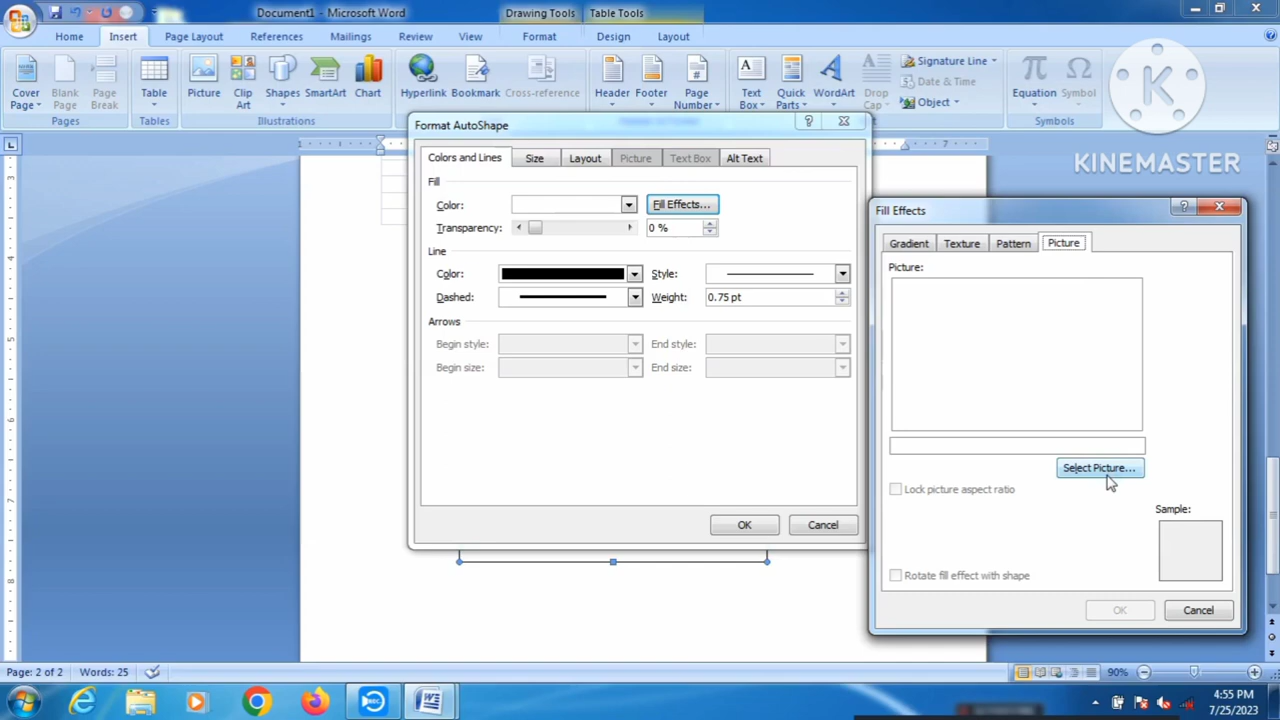 Document1 - Microsoft Word
Drawing Tools
Table Tools
Home
Insert
Page Layout
References
Mailings
Review
View
Format
Design
Layout
Cover Page
Blank Page
Page Break
Table
Picture
Clip Art
Shapes
SmartArt
Chart
Hyperlink
Bookmark
Cross-reference
Header
Footer
Page Number
Text Box
Quick Parts
WordArt
Drop Cap
Signature Line
Date & Time
Object
Equation
Symbol
Pages
Tables
Illustrations
Symbols
K
KINEMASTER
Format AutoShape
Colors and Lines
Size
Layout
Picture
Text Box
Alt Text
Fill
Color:
Fill Effects...
Transparency:
0 %
Line
Color:
Style:
Dashed:
Weight:
0.75 pt
Arrows
Begin style:
End style:
Begin size:
End size:
OK
Cancel
Fill Effects
Gradient
Texture
Pattern
Picture
Picture:
Select Picture...
Lock picture aspect ratio
Sample:
Rotate fill effect with shape
OK
Cancel
Page: 2 of 2
Words: 25
90%
4:55 PM
7/25/2023